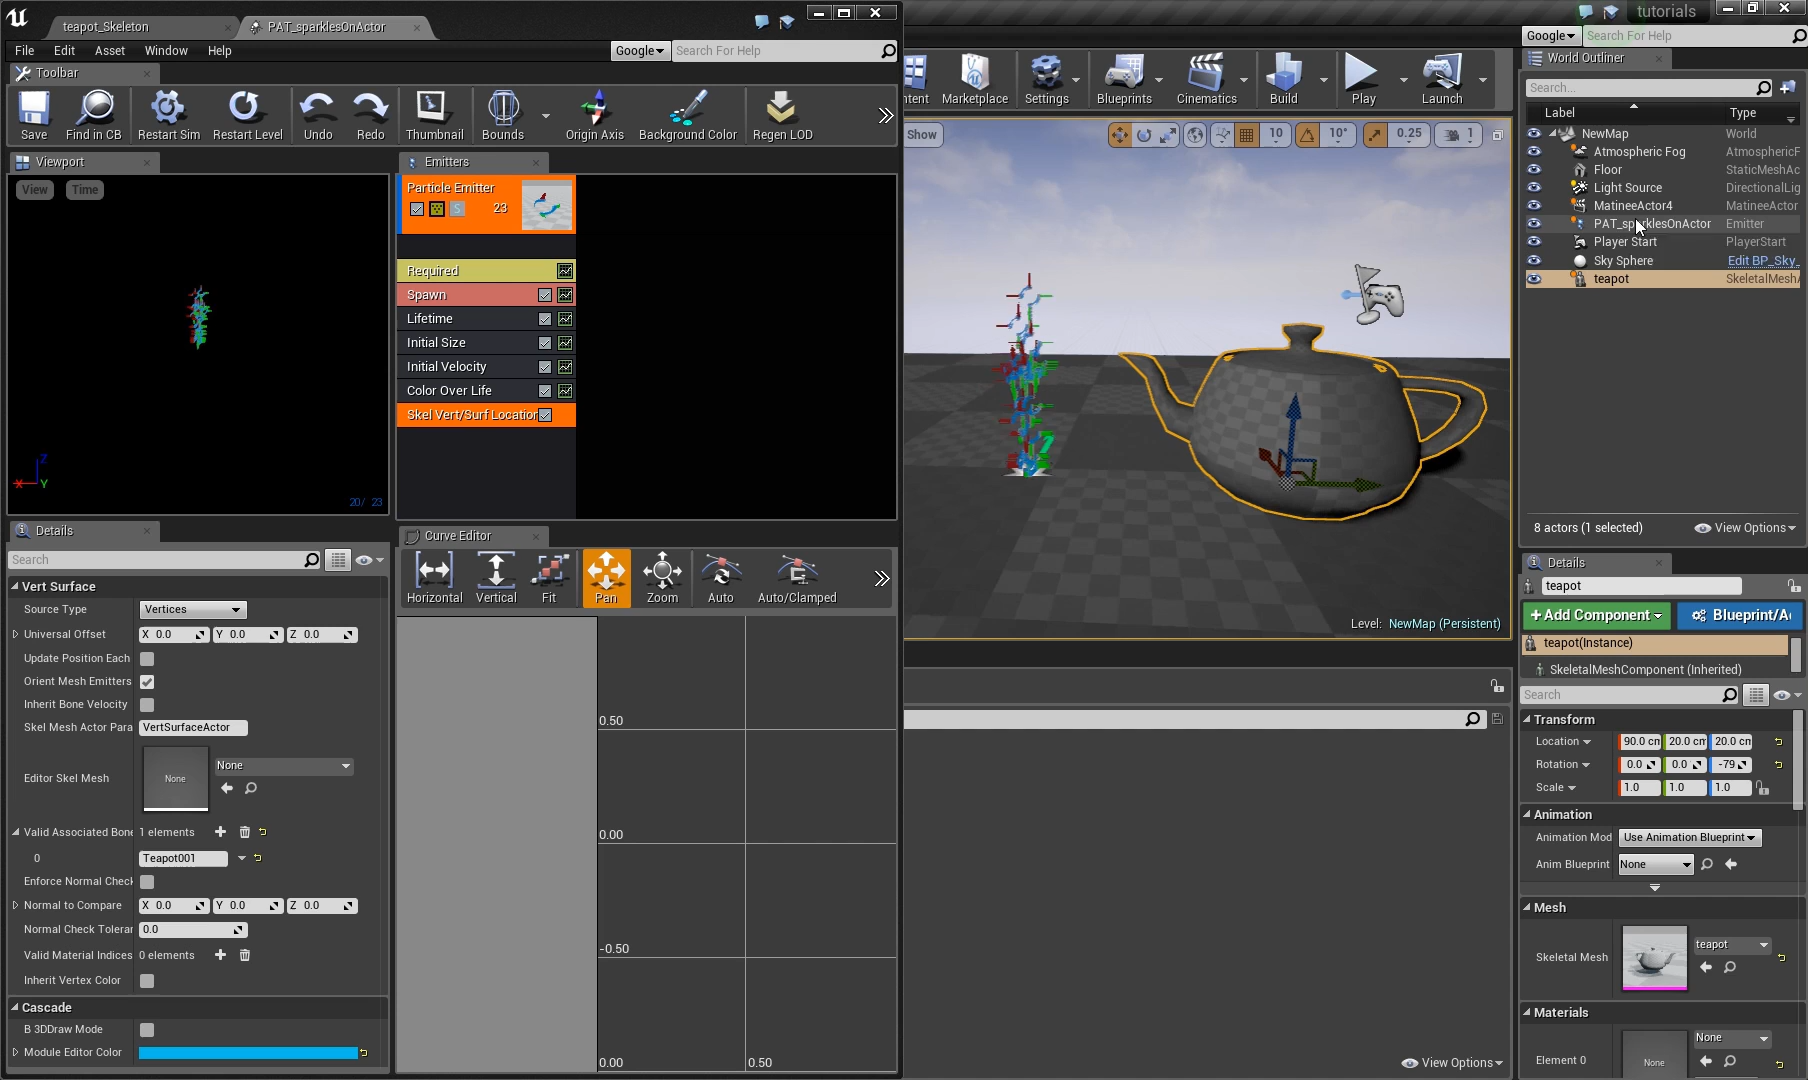 teapot_Skeleton
PAT_sparklesOnActor
tutorials
File Edit Asset Window Help
Google
Search For Help
Google
Search For Help
Toolbar
Save
Find in CB
Restart Sim
Restart Level
Undo
Redo
Thumbnail
Bounds
Origin Axis
Background Color
Regen LOD
Marketplace
Settings
Blueprints
Cinematics
Build
Play
Launch
Viewport
View
Time
20/ 23
Z
X
Y
Emitters
Particle Emitter
23
Required
Spawn
Lifetime
Initial Size
Initial Velocity
Color Over Life
Skel Vert/Surf Location
Show
10
10°
0.25
1
Level: NewMap (Persistent)
World Outliner
Search...
Label Type
NewMap World
Atmospheric Fog AtmosphericF
Floor StaticMeshAc
Light Source DirectionalLig
MatineeActor4 MatineeActor
PAT_sparklesOnActor Emitter
Player Start PlayerStart
Sky Sphere Edit BP_Sky_
teapot SkeletalMeshA
8 actors (1 selected)
View Options
Details
Search
Vert Surface
Source Type Vertices
Universal Offset X 0.0 Y 0.0 Z 0.0
Update Position Each
Orient Mesh Emitters
Inherit Bone Velocity
Skel Mesh Actor Para VertSurfaceActor
Editor Skel Mesh None None
Valid Associated Bone 1 elements
0 Teapot001
Enforce Normal Check
Normal to Compare X 0.0 Y 0.0 Z 0.0
Normal Check Toleran 0.0
Valid Material Indices 0 elements
Inherit Vertex Color
Cascade
B 3DDraw Mode
Module Editor Color
Curve Editor
Horizontal
Vertical
Fit
Pan
Zoom
Auto
Auto/Clamped
0.50
0.00
-0.50
0.00
0.50
View Options
Details
teapot
Add Component
Blueprint/A
teapot(Instance)
SkeletalMeshComponent (Inherited)
Search
Transform
Location 90.0 cm 20.0 cm 20.0 cm
Rotation 0.0 0.0 -79
Scale 1.0 1.0 1.0
Animation
Animation Mod Use Animation Blueprint
Anim Blueprint None
Mesh
Skeletal Mesh teapot
Materials
Element 0 None None